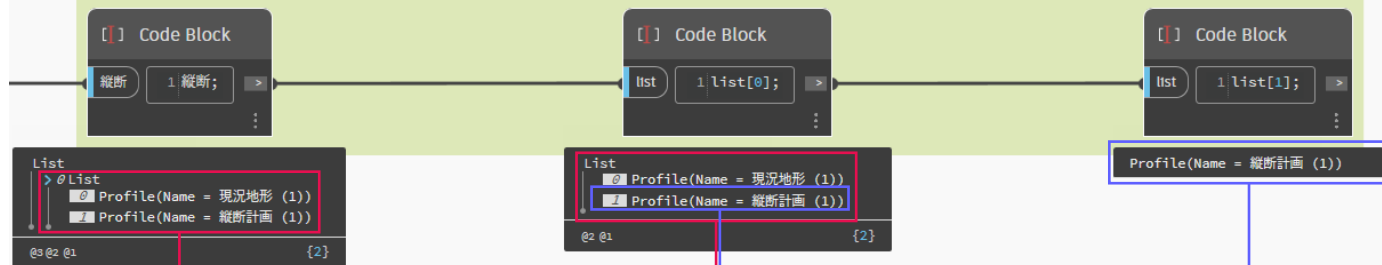 [I] Code Block
縦断
1 縦断;
>
List
0 List
0 Profile(Name = 現況地形 (1))
1 Profile(Name = 縦断計画 (1))
@3 @2 @1
{2}
[I] Code Block
list
1 list[0];
>
List
0 Profile(Name = 現況地形 (1))
1 Profile(Name = 縦断計画 (1))
@2 @1
{2}
[I] Code Block
list
1 list[1];
>
Profile(Name = 縦断計画 (1))